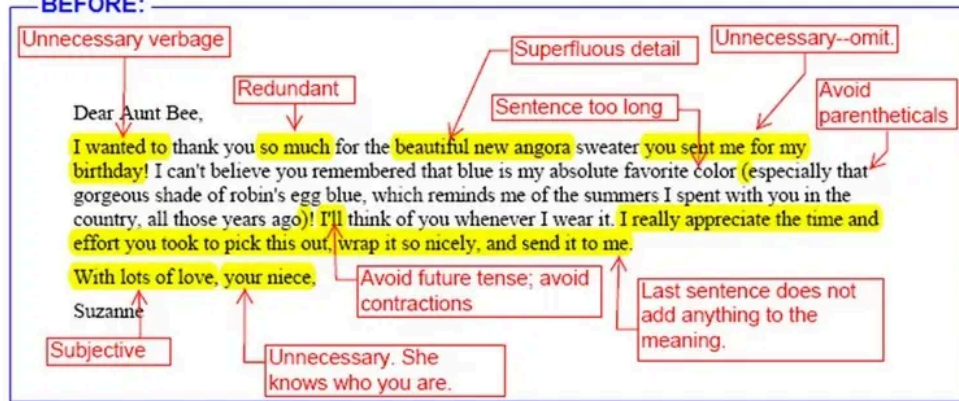 BEFORE:
Unnecessary verbage
Superfluous detail
Unnecessary--omit.
Redundant
Sentence too long
Avoid
parentheticals
Dear Aunt Bee,
I wanted to thank you so much for the beautiful new angora sweater you sent me for my
birthday! I can't believe you remembered that blue is my absolute favorite color (especially that
gorgeous shade of robin's egg blue, which reminds me of the summers I spent with you in the
country, all those years ago)! I'll think of you whenever I wear it. I really appreciate the time and
effort you took to pick this out, wrap it so nicely, and send it to me.
With lots of love, your niece,
Suzanne
Avoid future tense; avoid
contractions
Last sentence does not
add anything to the
meaning.
Subjective
Unnecessary. She
knows who you are.